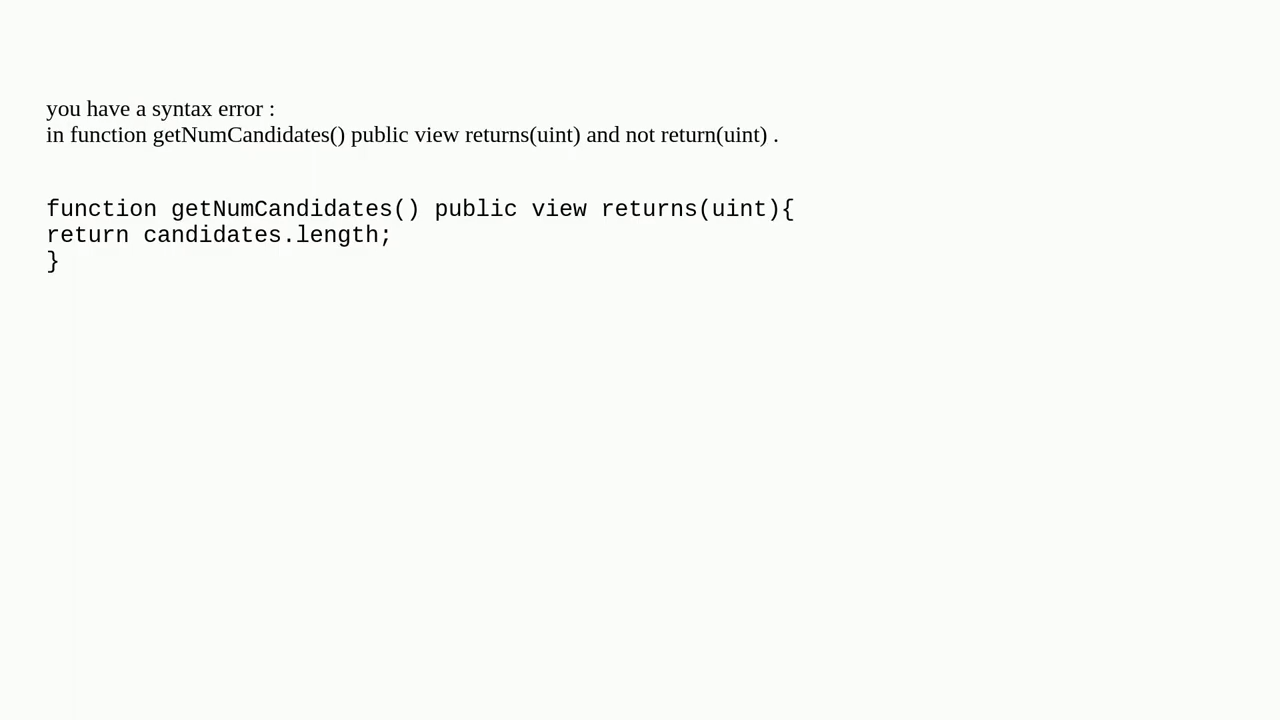 you have a syntax error :
in function getNumCandidates() public view returns(uint) and not return(uint) .
function getNumCandidates() public view returns(uint){
return candidates.length;
}